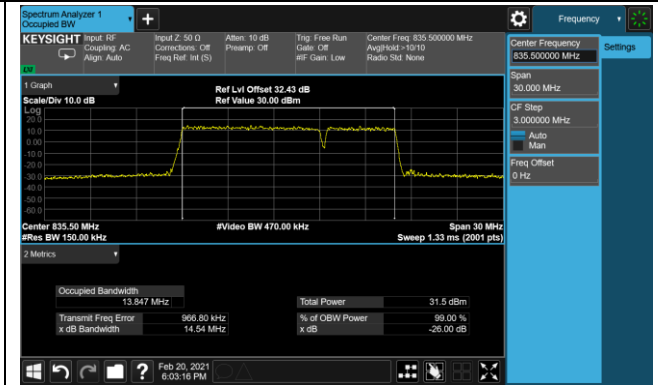 Spectrum Analyzer 1
Occupied BW
Frequency
KEYSIGHT
Input: RF
Coupling: AC
Align: Auto
Input Z: 50 Ω
Corrections: Off
Freq Ref: Int (S)
Atten: 10 dB
Preamp: Off
Trig: Free Run
Gate: Off
#IF Gain: Low
Center Freq: 835.500000 MHz
Avg|Hold:>10/10
Radio Std: None
Center Frequency
835.500000 MHz
Settings
Span
30.000 MHz
CF Step
3.000000 MHz
Auto
Man
Freq Offset
0 Hz
1 Graph
Scale/Div 10.0 dB
Ref Lvl Offset 32.43 dB
Ref Value 30.00 dBm
Log
20.0
10.0
0.00
-10.0
-20.0
-30.0
-40.0
-50.0
-60.0
Center 835.50 MHz
#Res BW 150.00 kHz
#Video BW 470.00 kHz
Span 30 MHz
Sweep 1.33 ms (2001 pts)
2 Metrics
Occupied Bandwidth
13.847 MHz
Total Power 31.5 dBm
Transmit Freq Error 966.80 kHz
% of OBW Power 99.00 %
x dB Bandwidth 14.54 MHz
x dB -26.00 dB
?
Feb 20, 2021
6:03:16 PM